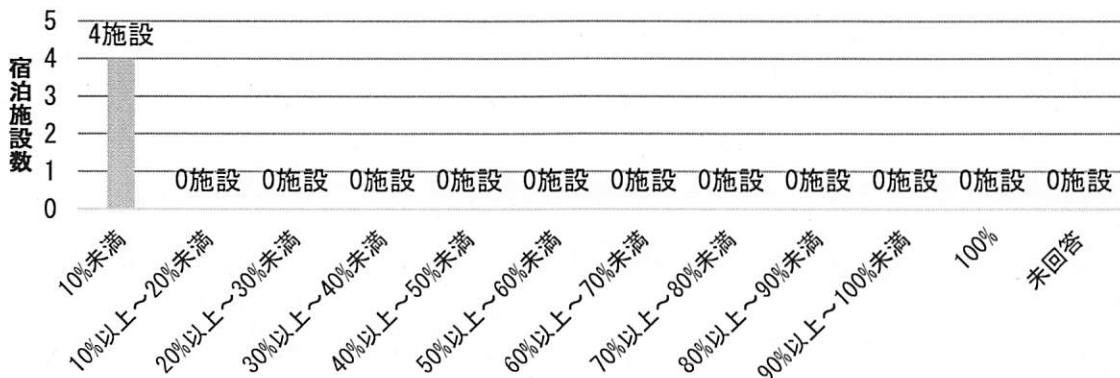 宿泊施設数
5
4
3
2
1
0
4施設
0施設 0施設 0施設 0施設 0施設 0施設 0施設 0施設 0施設 0施設 0施設
10%未満
10%以上～20%未満
20%以上～30%未満
30%以上～40%未満
40%以上～50%未満
50%以上～60%未満
60%以上～70%未満
70%以上～80%未満
80%以上～90%未満
90%以上～100%未満
100%
未回答